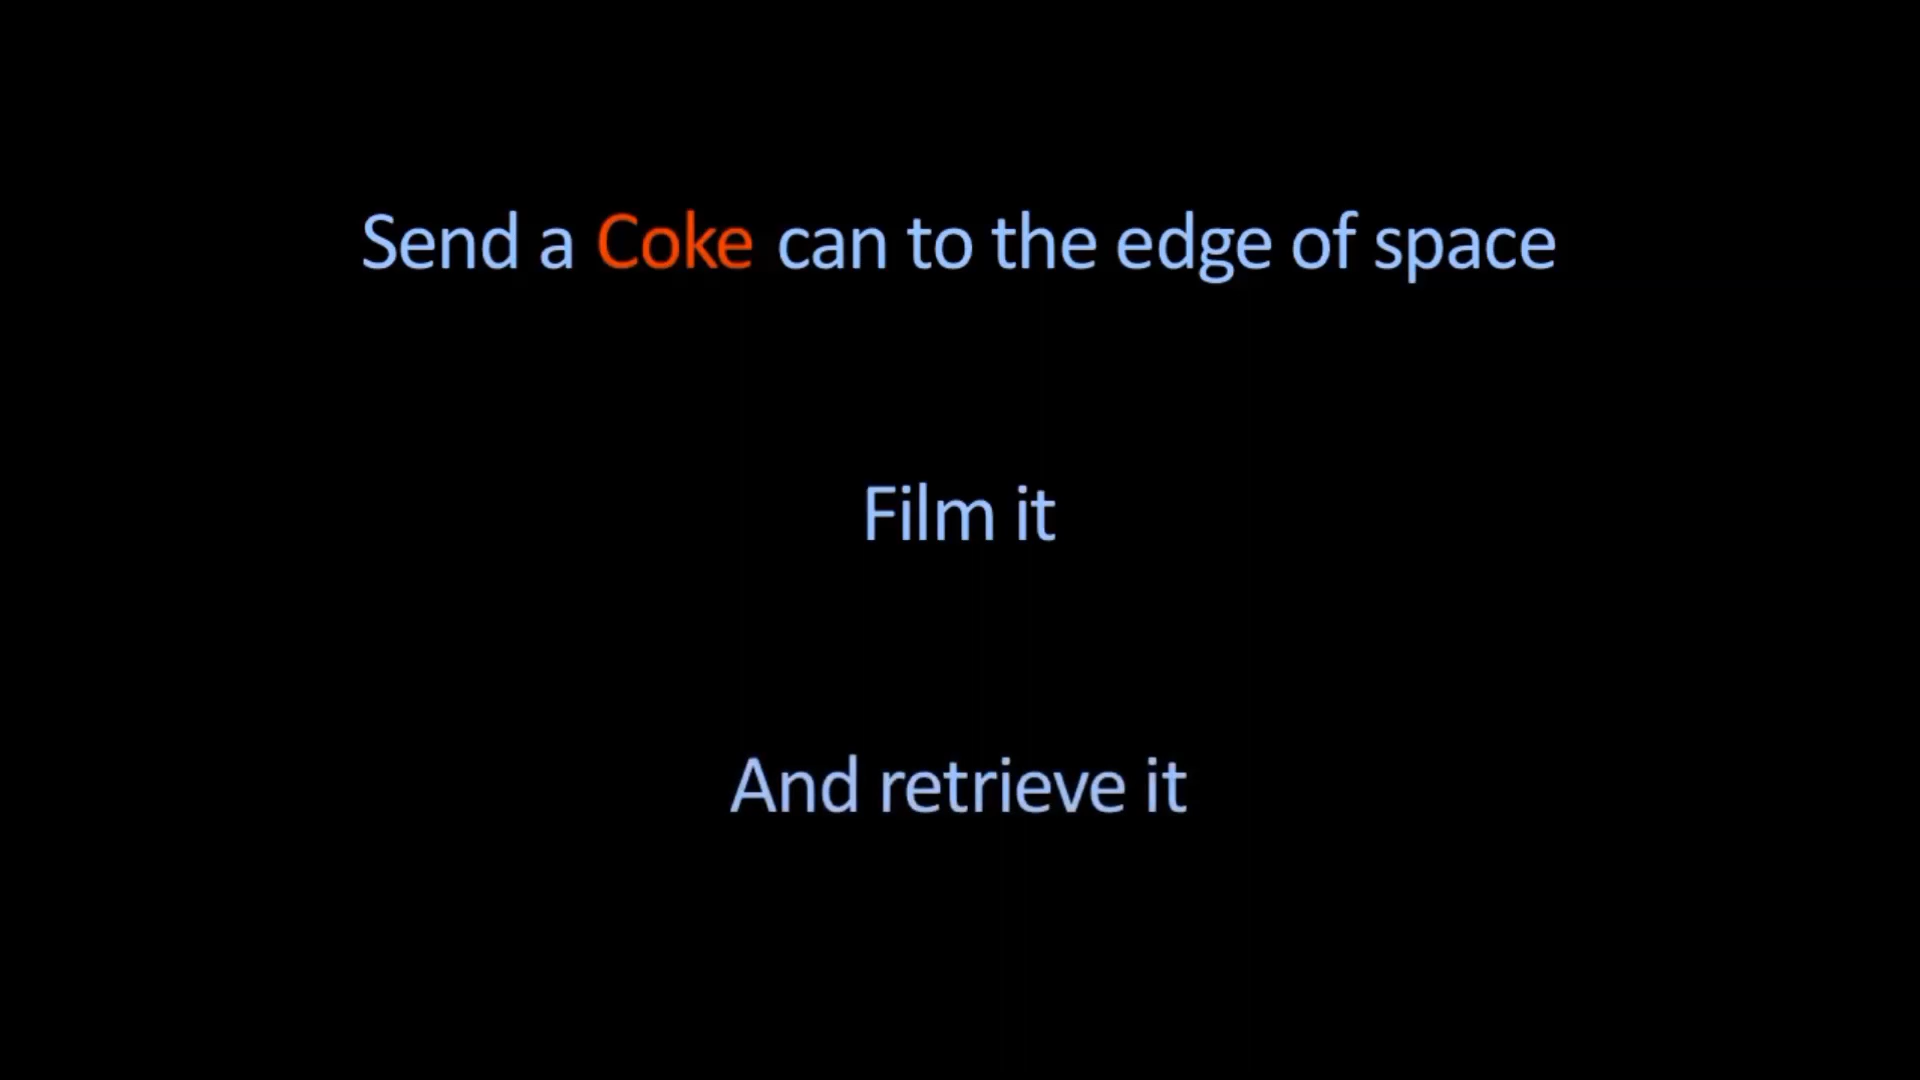 Send a Coke can to the edge of space
Film it
And retrieve it